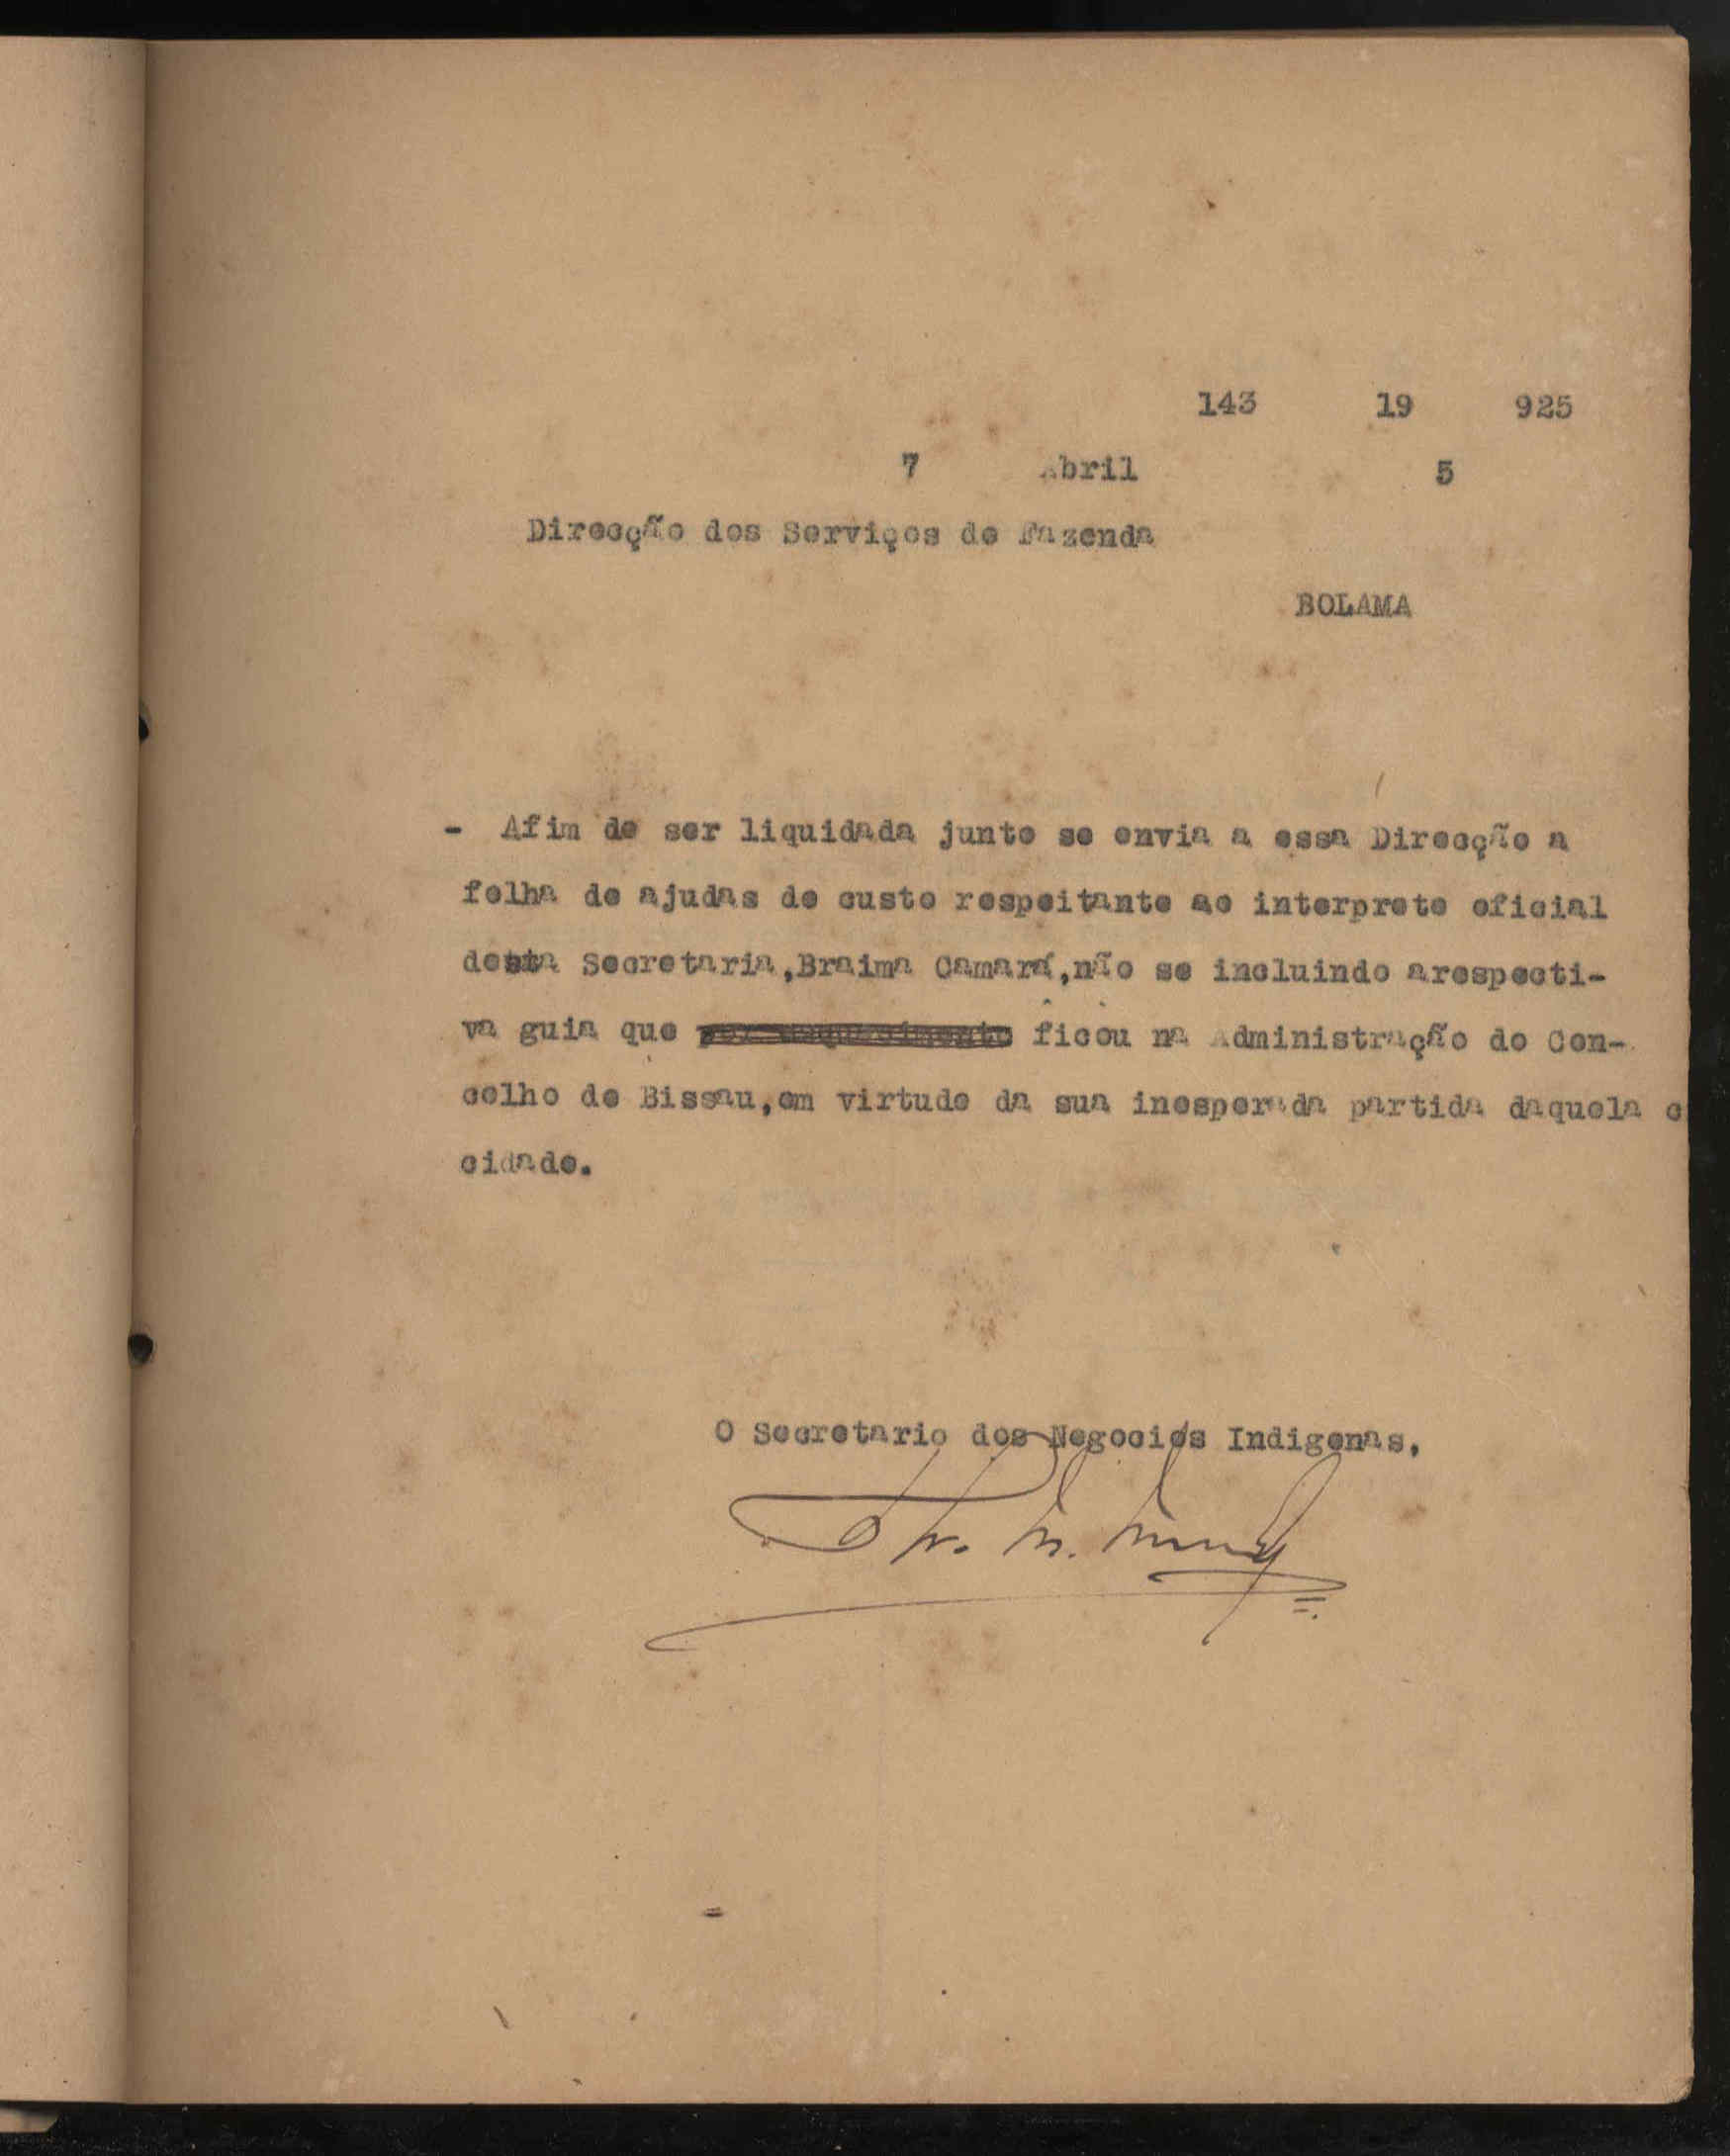 143 19 925
7 Abril 5
Direcção dos Serviços de Fazenda
BOLAMA
- Afim de ser liquidada junto se envia a essa Direcção a
folha de ajudas de custo respeitante ao interprete oficial
desta Secretaria,Braima Camará,não se incluindo arespecti-
va guia que ficou na Administração do Con-
celho de Bissau,em virtude da sua inesperada partida daquela c
cidade.
O Secretario dos Negocios Indigenas,